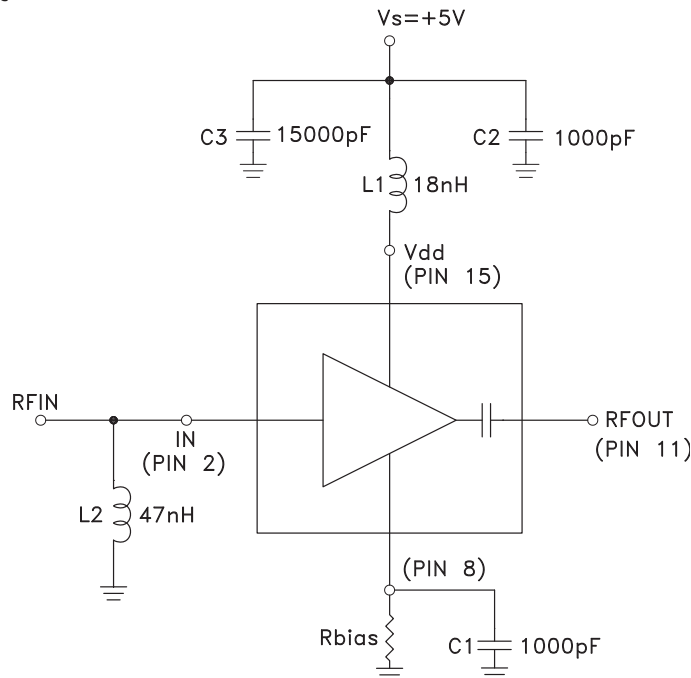 Vs=+5V
C3 15000pF
C2 1000pF
L1 18nH
Vdd
(PIN 15)
RFIN
IN
(PIN 2)
RFOUT
(PIN 11)
L2 47nH
(PIN 8)
Rbias
C1 1000pF